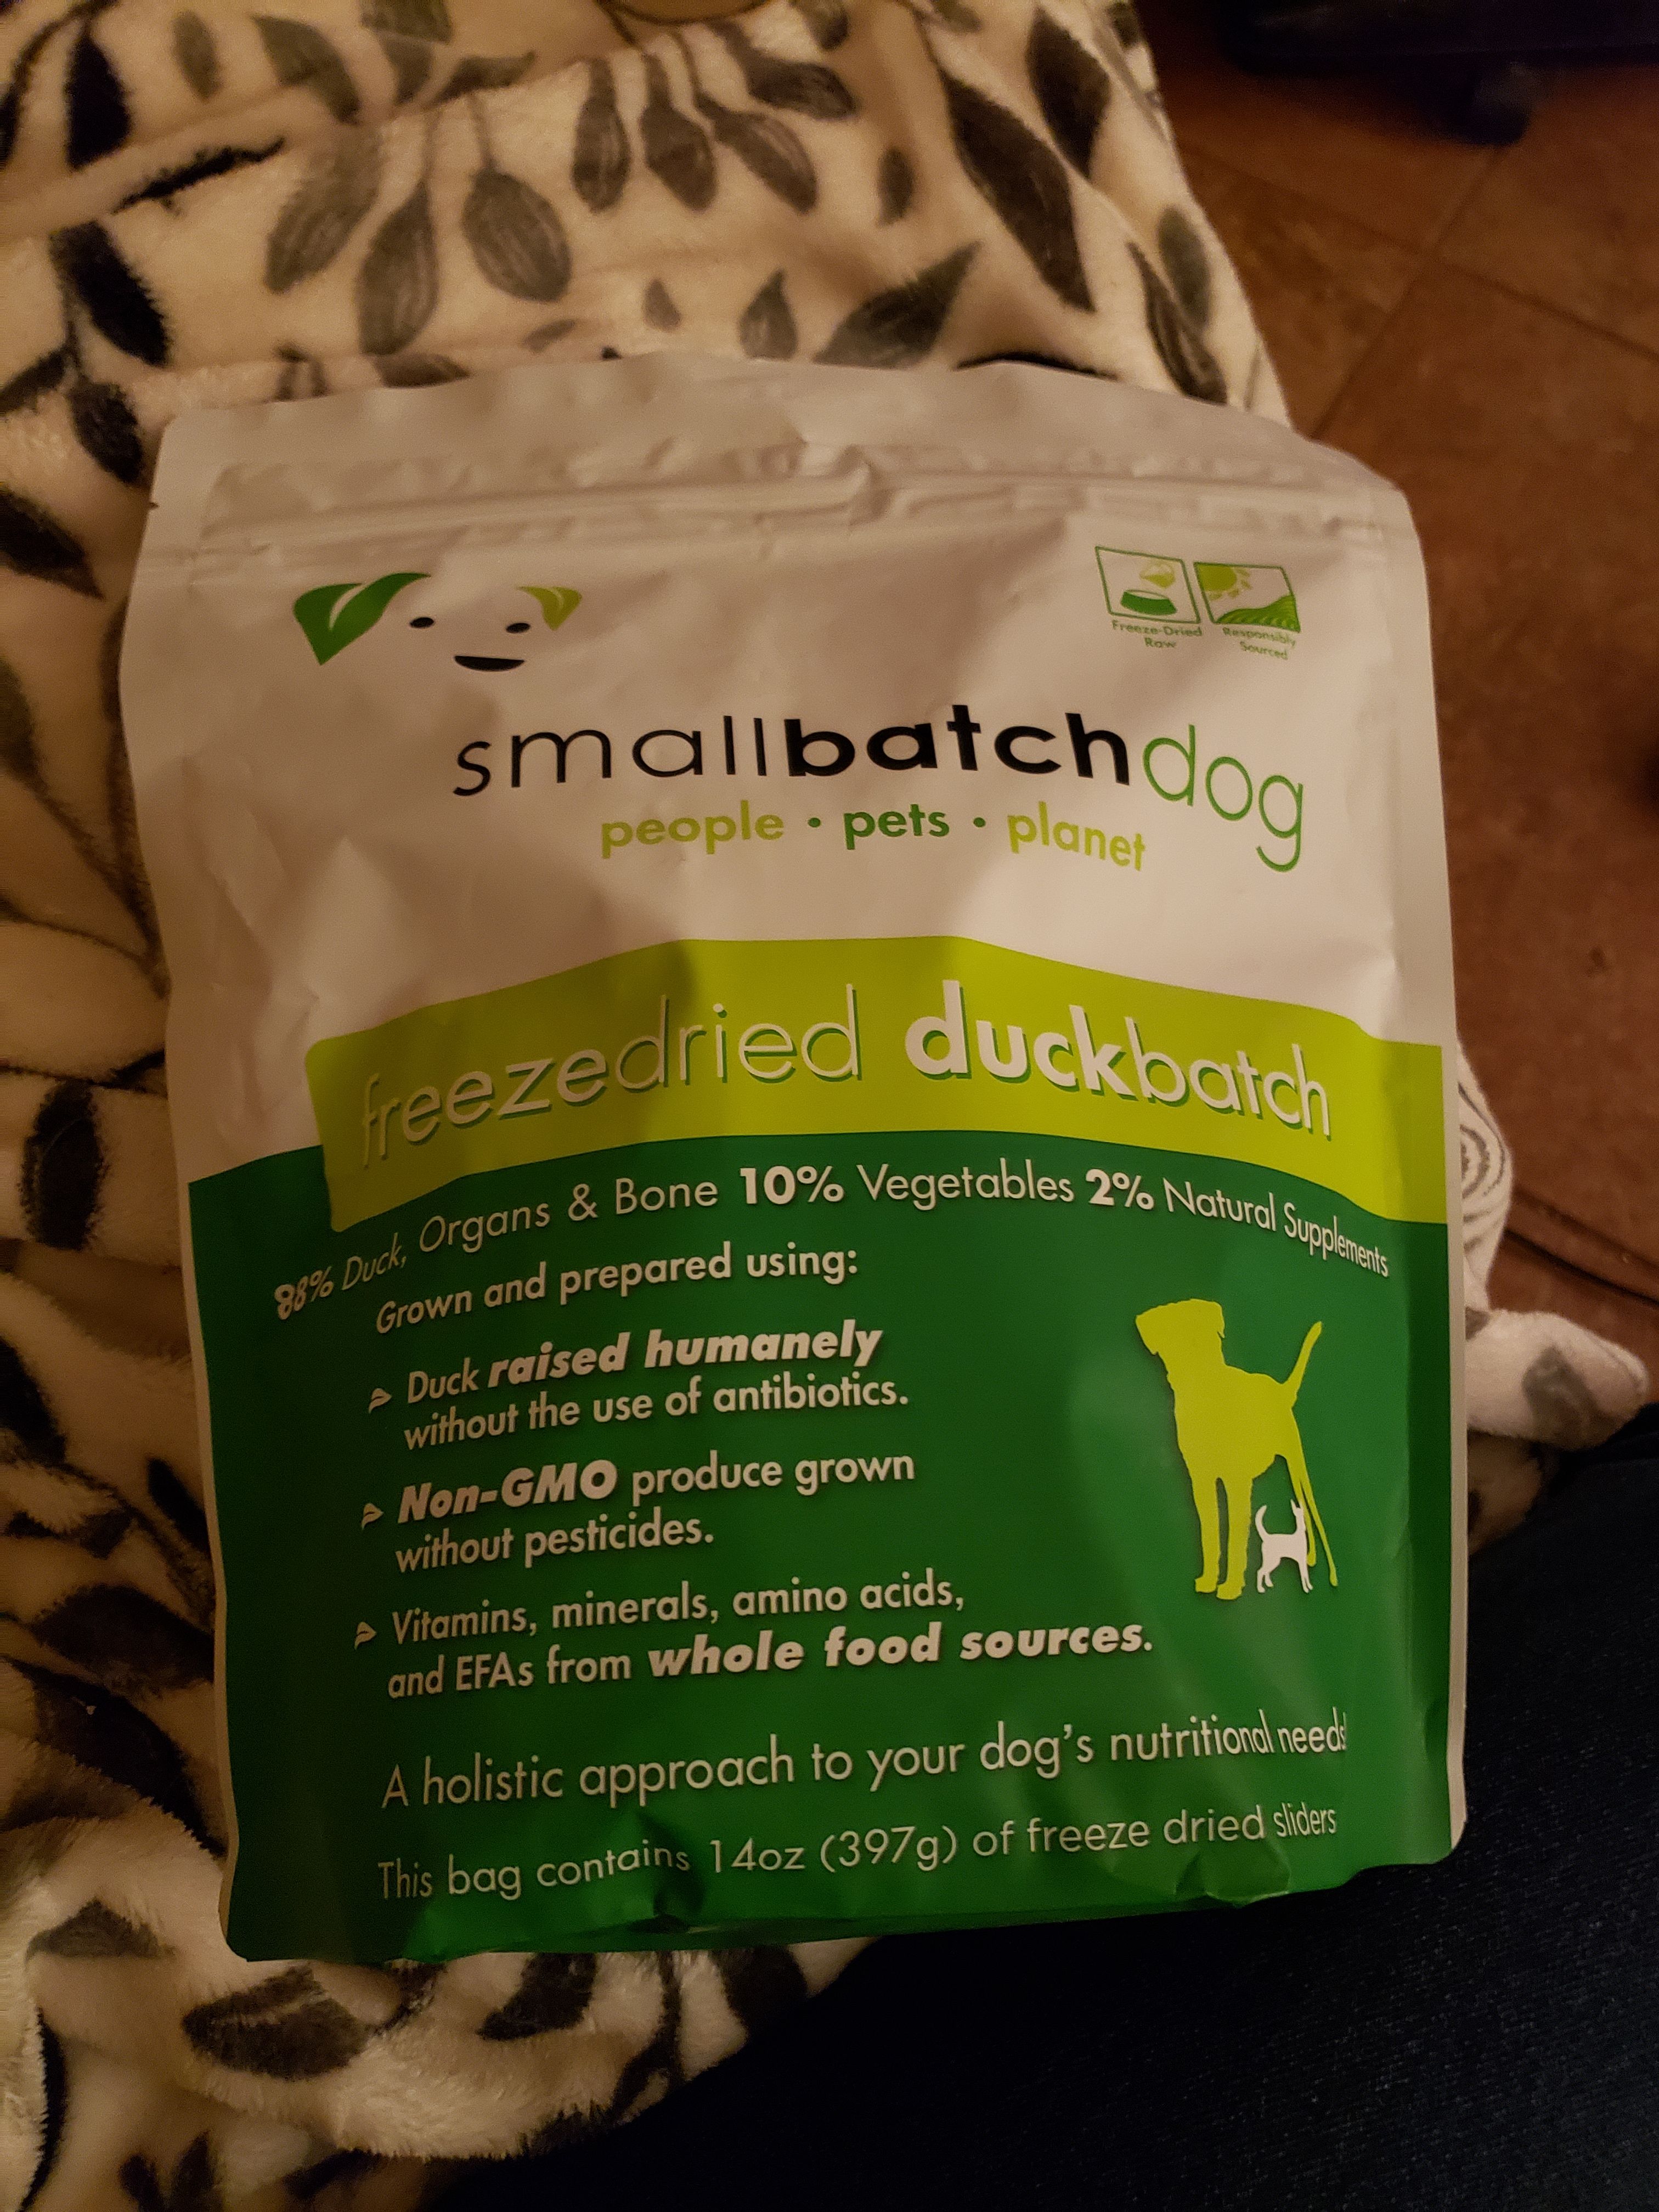 Freeze-Dried
Raw
Responsibly
Sourced
smallbatchdog
people • pets • planet
freezedried duckbatch
88% Duck, Organs & Bone 10% Vegetables 2% Natural Supplements
Grown and prepared using:
Duck raised humanely
without the use of antibiotics.
Non-GMO produce grown
without pesticides.
Vitamins, minerals, amino acids,
and EFAs from whole food sources.
A holistic approach to your dog's nutritional needs!
This bag contains 14oz (397g) of freeze dried sliders